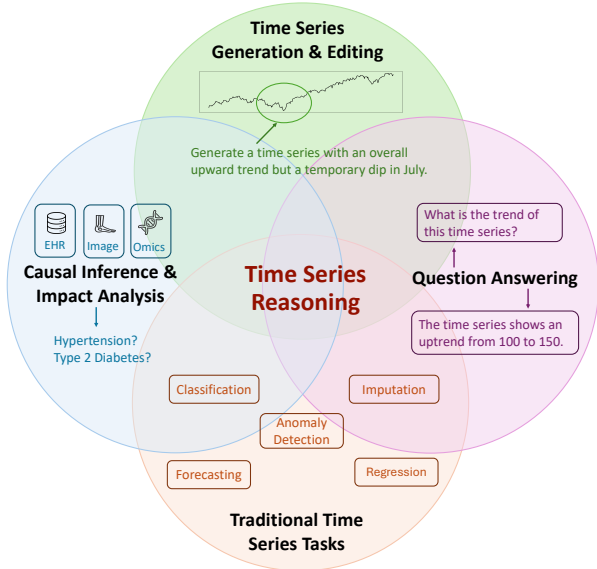 Time Series
Generation & Editing
Generate a time series with an overall
upward trend but a temporary dip in July.
EHR
Image
Omics
Causal Inference &
Impact Analysis
Hypertension?
Type 2 Diabetes?
Time Series
Reasoning
What is the trend of
this time series?
Question Answering
The time series shows an
uptrend from 100 to 150.
Classification
Imputation
Anomaly
Detection
Forecasting
Regression
Traditional Time
Series Tasks